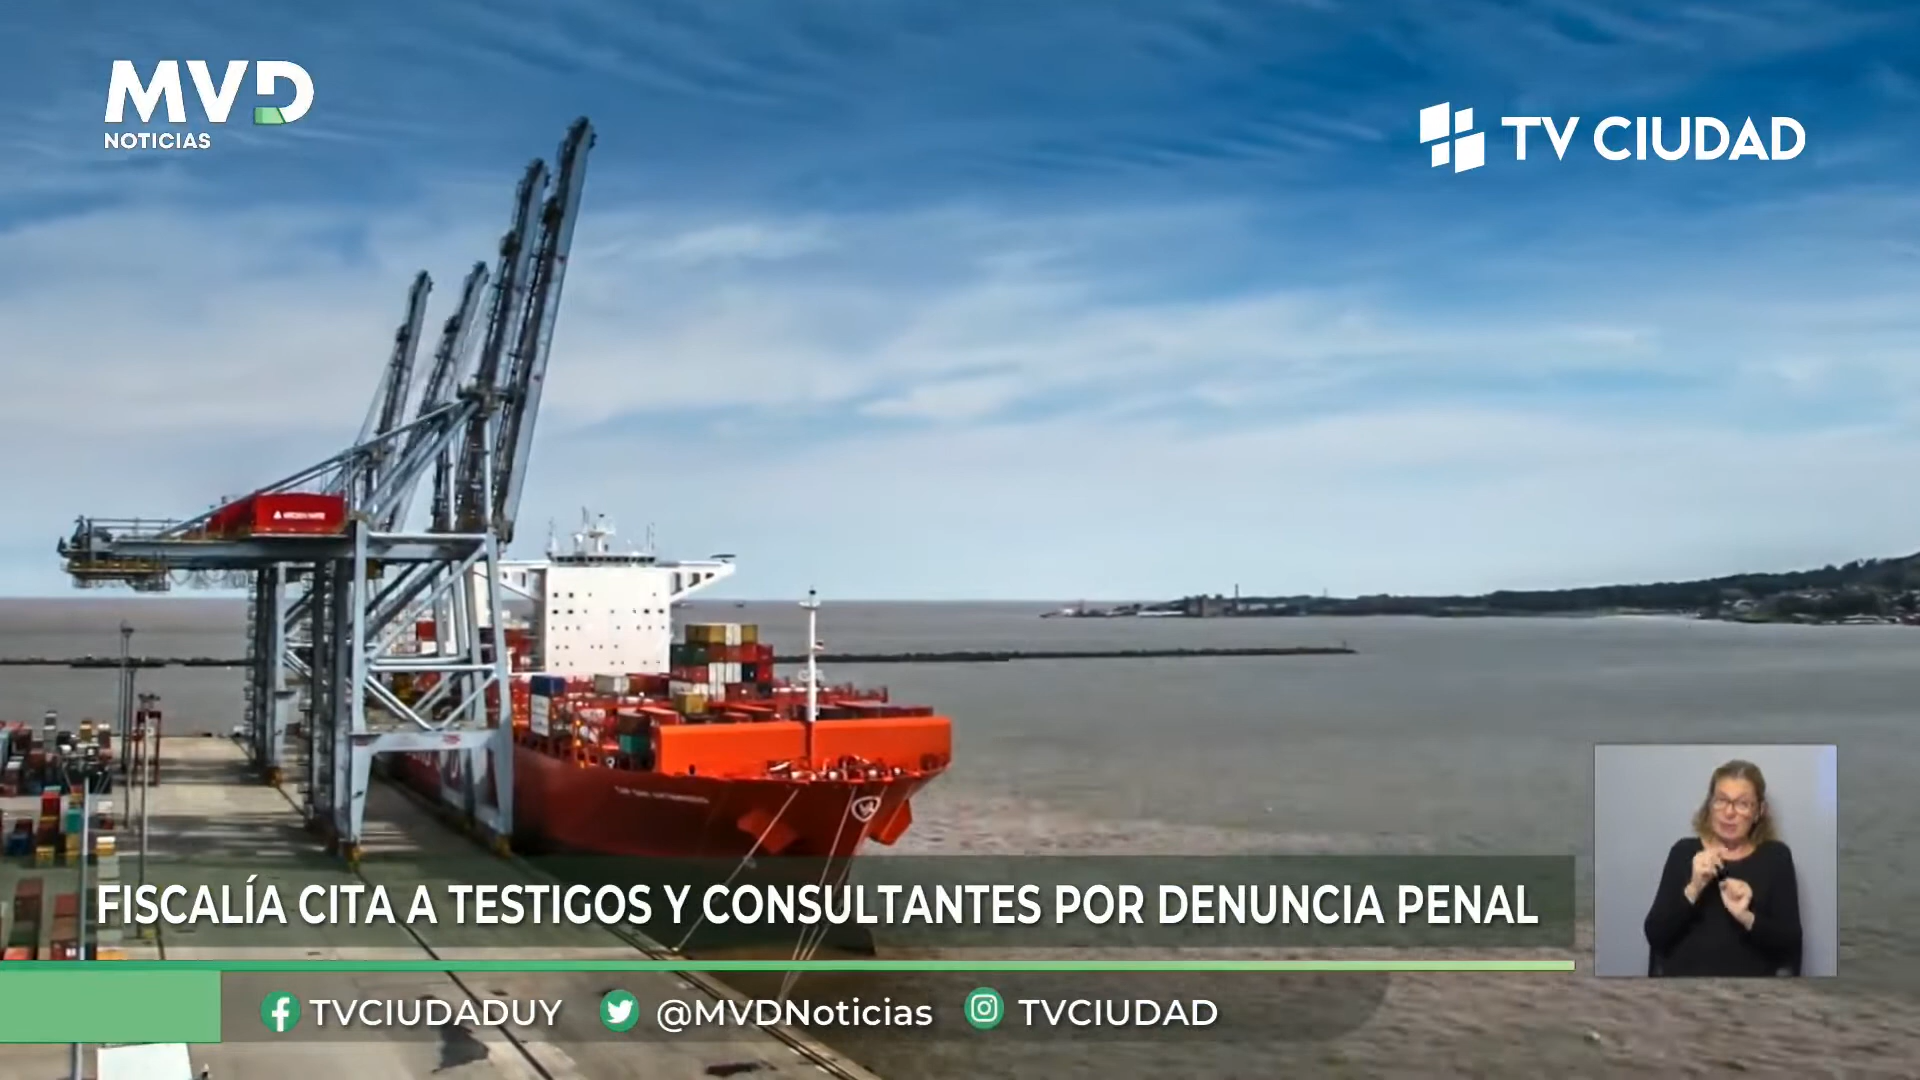 MVD
NOTICIAS
TV CIUDAD
FISCALÍA CITA A TESTIGOS Y CONSULTANTES POR DENUNCIA PENAL
TVCIUDADUY
@MVDNoticias
TVCIUDAD